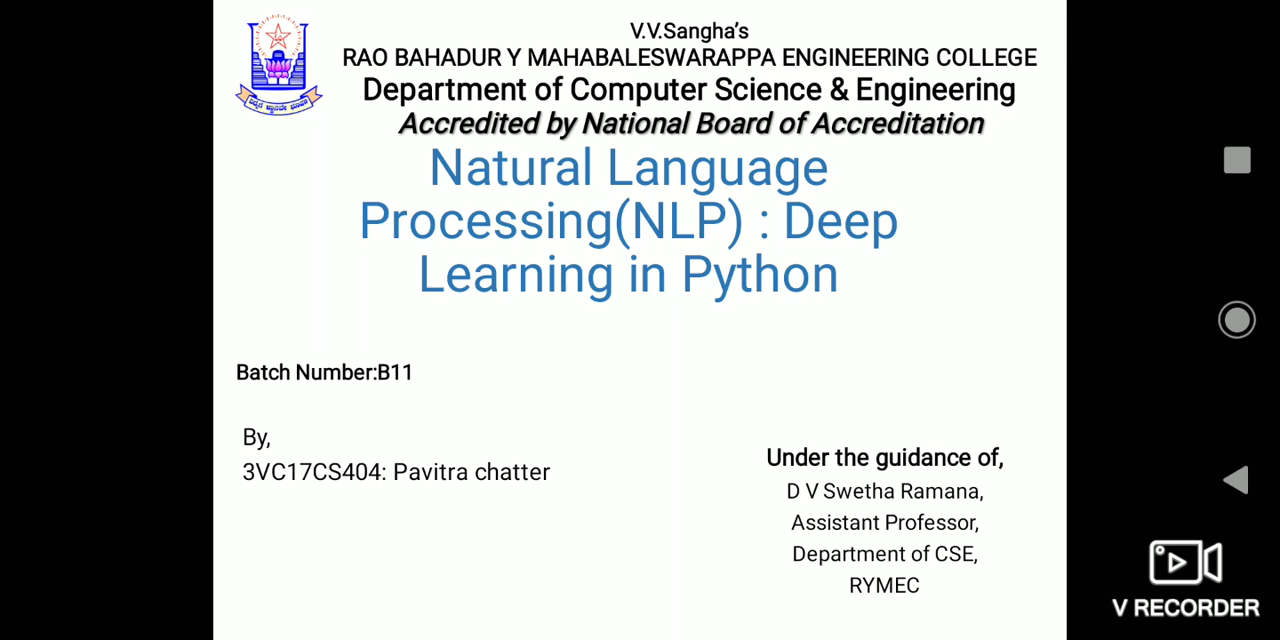 V.V.Sangha's
RAO BAHADUR Y MAHABALESWARAPPA ENGINEERING COLLEGE
Department of Computer Science & Engineering
Accredited by National Board of Accreditation
Natural Language
Processing(NLP) : Deep
Learning in Python
Batch Number:B11
By,
3VC17CS404: Pavitra chatter
Under the guidance of,
D V Swetha Ramana,
Assistant Professor,
Department of CSE,
RYMEC
V RECORDER